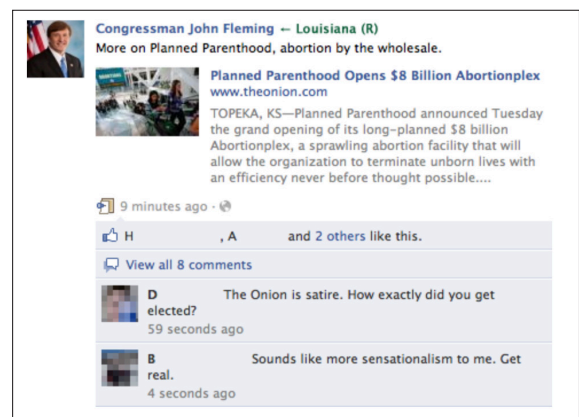 Congressman John Fleming ← Louisiana (R)
More on Planned Parenthood, abortion by the wholesale.
Planned Parenthood Opens $8 Billion Abortionplex
www.theonion.com
TOPEKA, KS—Planned Parenthood announced Tuesday
the grand opening of its long-planned $8 billion
Abortionplex, a sprawling abortion facility that will
allow the organization to terminate unborn lives with
an efficiency never before thought possible....
9 minutes ago ·
H , A and 2 others like this.
View all 8 comments
D The Onion is satire. How exactly did you get
elected?
59 seconds ago
B Sounds like more sensationalism to me. Get
real.
4 seconds ago